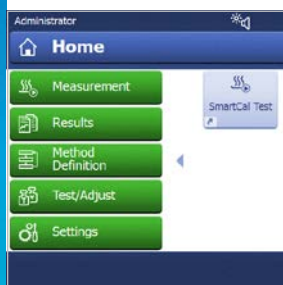 Administrator
Home
Measurement
Results
Method
Definition
Test/Adjust
Settings
SmartCal Test